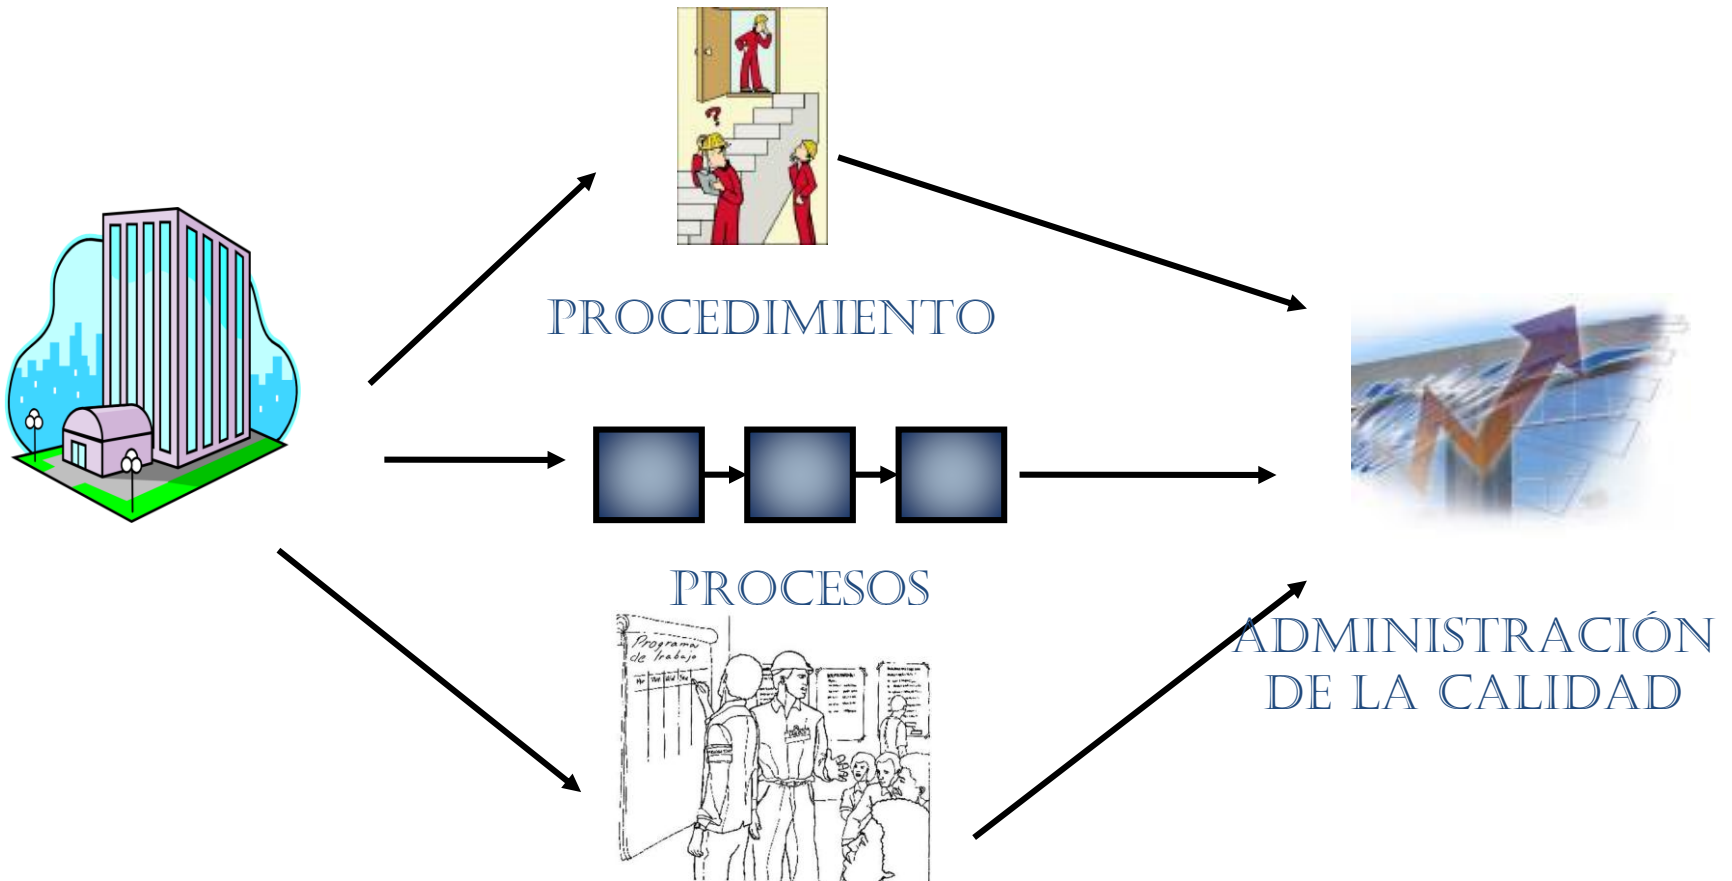 ?
PROCEDIMIENTO
PROCESOS
Programa
de trabajo
ADMINISTRACIÓN
DE LA CALIDAD